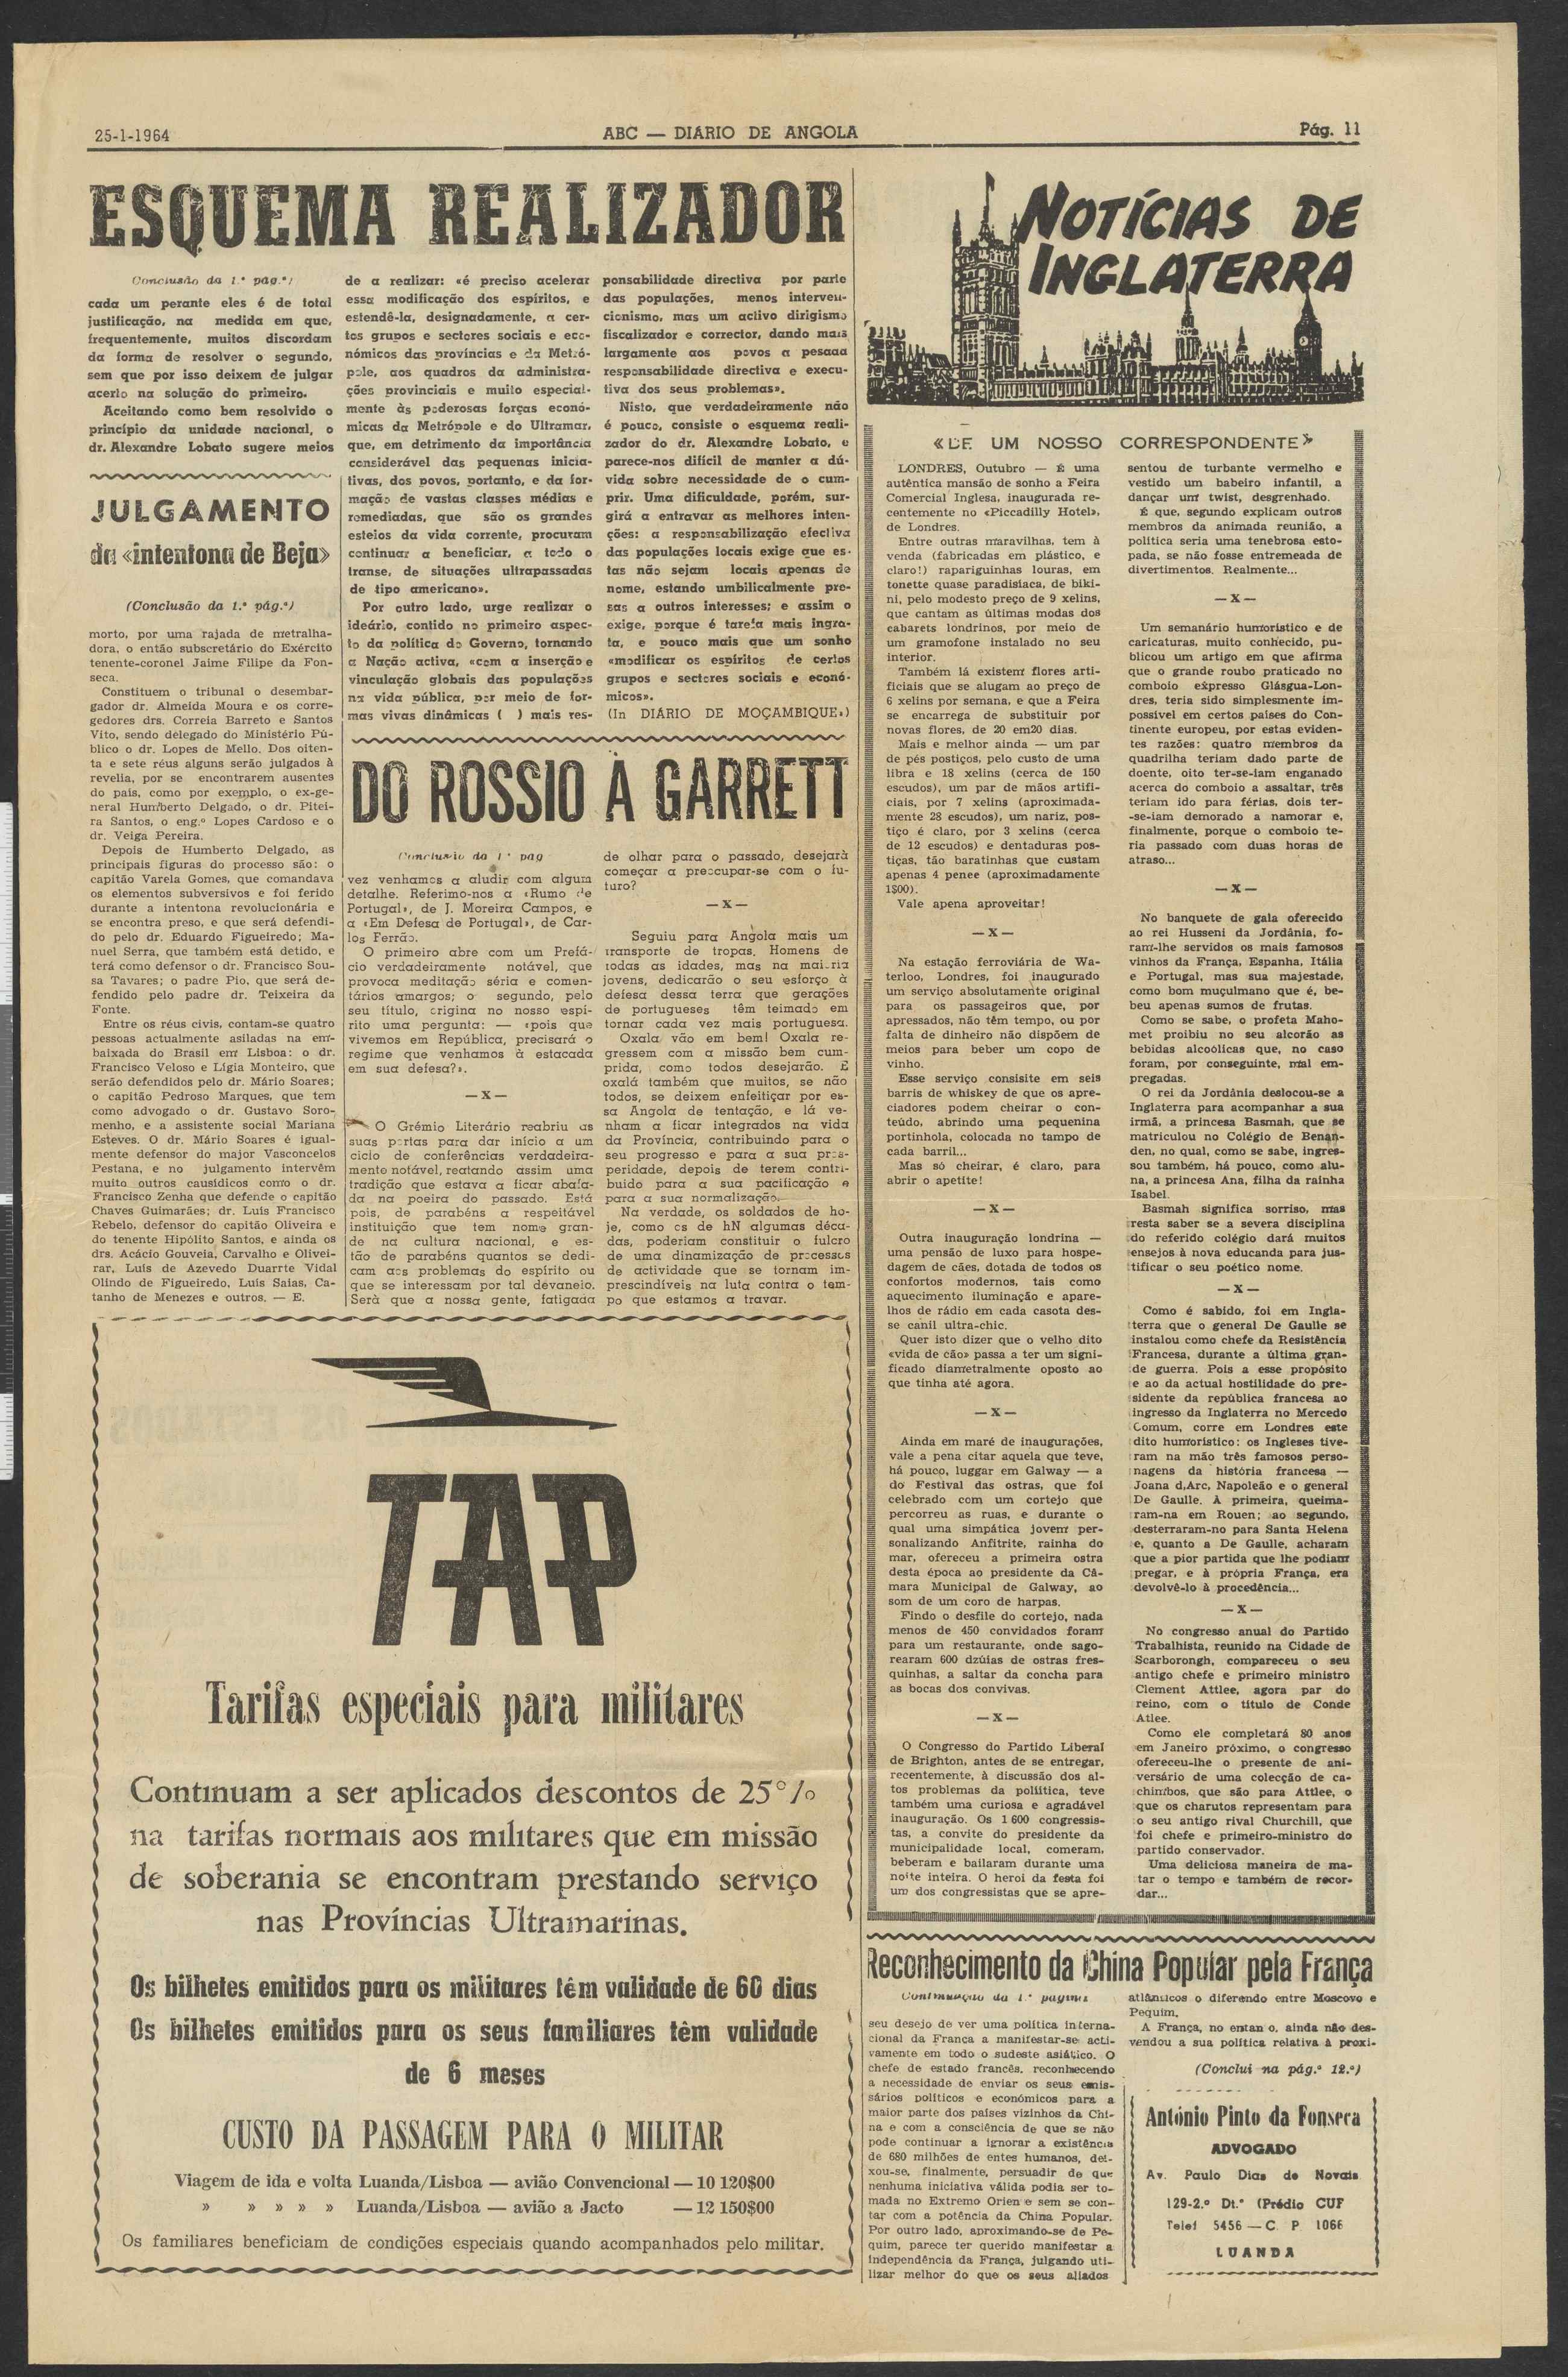 25-1-1964
ABC — DIARIO DE ANGOLA
Pág. 11
ESQUEMA REALIZADOR
Conclusão da 1.ª pág.ª)
cada um perante eles é de total
justificação, na medida em que,
frequentemente, muitos discordam
da forma de resolver o segundo,
sem que por isso deixem de julgar
acerto na solução do primeiro.
Aceitando como bem resolvido o
princípio da unidade nacional, o
dr. Alexandre Lobato sugere meios
de a realizar: «é preciso acelerar
essa modificação dos espíritos, e
estendê-la, designadamente, a cer-
tos grupos e sectores sociais e eco-
nómicos das províncias e da Metró-
pole, aos quadros da administra-
ções provinciais e muito especial-
mente às poderosas forças econó-
micas da Metrópole e do Ultramar,
que, em detrimento da importância
considerável das pequenas inicia-
tivas, dos povos, portanto, e da for-
mação de vastas classes médias e
remediadas, que são os grandes
esteios da vida corrente, procuram
continuar a beneficiar, a todo o
transe, de situações ultrapassadas
de tipo americano».
Por outro lado, urge realizar o
ideário, contido no primeiro aspec-
to da política do Governo, tornando
a Nação activa, «com a inserção e
vinculação globais das populações
na vida pública, por meio de for-
mas vivas dinâmicas ( ) mais res-
ponsabilidade directiva por parte
das populações, menos interven-
cionismo, mas um activo dirigismo
fiscalizador e corrector, dando mais
largamente aos povos a pesada
responsabilidade directiva e execu-
tiva dos seus problemas».
Nisto, que verdadeiramente não
é pouco, consiste o esquema reali-
zador do dr. Alexandre Lobato, e
parece-nos difícil de manter a dú-
vida sobre necessidade de o cum-
prir. Uma dificuldade, porém, sur-
girá a entravar as melhores inten-
ções: a responsabilização efectiva
das populações locais exige que es-
tas não sejam locais apenas de
nome, estando umbilicalmente pre-
sas a outros interesses; e assim o
exige, porque é tarefa mais ingra-
ta, e pouco mais que um sonho
«modificar os espíritos de certos
grupos e sectores sociais e econó-
micos».
(In DIÁRIO DE MOÇAMBIQUE»)
JULGAMENTO
da «intentona de Beja»
(Conclusão da 1.ª pág.ª)
morto, por uma rajada de metralha-
dora, o então subscretário do Exército
tenente-coronel Jaime Filipe da Fon-
seca.
Constituem o tribunal o desembar-
gador dr. Almeida Moura e os corre-
gedores drs. Correia Barreto e Santos
Vito, sendo delegado do Ministério Pú-
blico o dr. Lopes de Mello. Dos oiten-
ta e sete réus alguns serão julgados à
revelia, por se encontrarem ausentes
do pais, como por exemplo, o ex-ge-
neral Humberto Delgado, o dr. Pitei-
ra Santos, o eng.º Lopes Cardoso e o
dr. Veiga Pereira.
Depois de Humberto Delgado, as
principais figuras do processo são: o
capitão Varela Gomes, que comandava
os elementos subversivos e foi ferido
durante a intentona revolucionária e
se encontra preso, e que será defendi-
do pelo dr. Eduardo Figueiredo; Ma-
nuel Serra, que também está detido, e
terá como defensor o dr. Francisco Sou-
sa Tavares; o padre Pio, que será de-
fendido pelo padre dr. Teixeira da
Fonte.
Entre os réus civis, contam-se quatro
pessoas actualmente asiladas na em-
baixada do Brasil em Lisboa: o dr.
Francisco Veloso e Lígia Monteiro, que
serão defendidos pelo dr. Mário Soares;
o capitão Pedroso Marques, que tem
como advogado o dr. Gustavo Soro-
menho, e a assistente social Mariana
Esteves. O dr. Mário Soares é igual-
mente defensor do major Vasconcelos
Pestana, e no julgamento intervêm
muito outros causídicos como o dr.
Francisco Zenha que defende o capitão
Chaves Guimarães; dr. Luís Francisco
Rebelo, defensor do capitão Oliveira e
do tenente Hipólito Santos, e ainda os
drs. Acácio Gouveia, Carvalho e Olivei-
rar, Luis de Azevedo Duarrte Vidal
Olindo de Figueiredo, Luis Saias, Ca-
tanho de Menezes e outros. — E.
DO ROSSIO À GARRETT
Conclusão da 1.ª pág
vez venhamos a aludir com algum
detalhe. Referimo-nos a «Rumo de
Portugal», de J. Moreira Campos, e
a «Em Defesa de Portugal», de Car-
los Ferrão.
O primeiro abre com um Prefá-
cio verdadeiramente notável, que
provoca meditação séria e comen-
tários amargos; o segundo, pelo
seu título, origina no nosso espí-
rito uma pergunta: — «pois que
vivemos em República, precisará o
regime que venhamos à estacada
em sua defesa?».
—X—
O Grémio Literário reabriu as
suas portas para dar início a um
ciclo de conferências verdadeira-
mente notável, reatando assim uma
tradição que estava a ficar abafa-
da na poeira do passado. Está
pois, de parabéns a respeitável
instituição que tem nome gran-
de na cultura nacional, e es-
tão de parabéns quantos se dedi-
cam aos problemas do espírito ou
que se interessam por tal devaneio.
Serà que a nossa gente, fatigada
de olhar para o passado, desejarà
começar a preocupar-se com o fu-
turo?
—X—
Seguiu para Angola mais um
transporte de tropas. Homens de
todas as idades, mas na maioria
jovens, dedicarão o seu esforço à
defesa dessa terra que gerações
de portugueses têm teimado em
tornar cada vez mais portuguesa.
Oxala vão em bem! Oxala re-
gressem com a missão bem cum-
prida, como todos desejarão. E
oxalá também que muitos, se não
todos, se deixem enfeitiçar por es-
sa Angola de tentação, e lá ve-
nham a ficar integrados na vida
da Província, contribuindo para o
seu progresso e para a sua pros-
peridade, depois de terem contri-
buído para a sua pacificação e
para a sua normalização.
Na verdade, os soldados de ho-
je, como os de hN algumas déca-
das, poderiam constituir o fulcro
de uma dinamização de processos
de actividade que se tornam im-
prescindíveis na luta contra o tem-
po que estamos a travar.
TAP
Tarifas especiais para militares
Continuam a ser aplicados descontos de 25%
na tarifas normais aos militares que em missão
de soberania se encontram prestando serviço
nas Províncias Ultramarinas.
Os bilhetes emitidos para os militares têm validade de 60 dias
Os bilhetes emitidos para os seus familiares têm validade
de 6 meses
CUSTO DA PASSAGEM PARA O MILITAR
Viagem de ida e volta Luanda/Lisboa — avião Convencional — 10 120$00
» » » » » Luanda/Lisboa — avião a Jacto — 12 150$00
Os familiares beneficiam de condições especiais quando acompanhados pelo militar.
NOTÍCIAS DE
INGLATERRA
«DE UM NOSSO CORRESPONDENTE»
LONDRES, Outubro — É uma
autêntica mansão de sonho a Feira
Comercial Inglesa, inaugurada re-
centemente no «Piccadilly Hotel»,
de Londres.
Entre outras maravilhas, tem à
venda (fabricadas em plástico, e
claro!) rapariguinhas louras, em
tonette quase paradisíaca, de biki-
ni, pelo modesto preço de 9 xelins,
que cantam as últimas modas dos
cabarets londrinos, por meio de
um gramofone instalado no seu
interior.
Também lá existem flores arti-
ficiais que se alugam ao preço de
6 xelins por semana, e que a Feira
se encarrega de substituir por
novas flores, de 20 em20 dias.
Mais e melhor ainda — um par
de pés postiços, pelo custo de uma
libra e 18 xelins (cerca de 150
escudos), um par de mãos artifi-
ciais, por 7 xelins (aproximada-
mente 28 escudos), um nariz, pos-
tiço é claro, por 3 xelins (cerca
de 12 escudos) e dentaduras pos-
tiças, tão baratinhas que custam
apenas 4 penee (aproximadamente
1$00).
Vale apena aproveitar!
—X—
Na estação ferroviária de Wa-
terloo, Londres, foi inaugurado
um serviço absolutamente original
para os passageiros que, por
apressados, não têm tempo, ou por
falta de dinheiro não dispõem de
meios para beber um copo de
vinho.
Esse serviço consisite em seis
barris de whiskey de que os apre-
ciadores podem cheirar o con-
teúdo, abrindo uma pequenina
portinhola, colocada no tampo de
cada barril...
Mas só cheirar, é claro, para
abrir o apetite!
—X—
Outra inauguração londrina —
uma pensão de luxo para hospe-
dagem de cães, dotada de todos os
confortos modernos, tais como
aquecimento iluminação e apare-
lhos de rádio em cada casota des-
se canil ultra-chic.
Quer isto dizer que o velho dito
«vida de cão» passa a ter um signi-
ficado diametralmente oposto ao
que tinha até agora.
—X—
Ainda em maré de inaugurações,
vale a pena citar aquela que teve,
há pouco, luggar em Galway — a
do Festival das ostras, que foi
celebrado com um cortejo que
percorreu as ruas, e durante o
qual uma simpática jovem per-
sonalizando Anfitrite, rainha do
mar, ofereceu a primeira ostra
desta época ao presidente da Câ-
mara Municipal de Galway, ao
som de um coro de harpas.
Findo o desfile do cortejo, nada
menos de 450 convidados foram
para um restaurante, onde sago-
rearam 600 dzúias de ostras fres-
quinhas, a saltar da concha para
as bocas dos convivas.
—X—
O Congresso do Partido Liberal
de Brighton, antes de se entregar,
recentemente, à discussão dos al-
tos problemas da poliítica, teve
também uma curiosa e agradável
inauguração. Os 1 600 congressis-
tas, a convite do presidente da
municipalidade local, comeram,
beberam e bailaram durante uma
noite inteira. O heroi da festa foi
um dos congressistas que se apre-
sentou de turbante vermelho e
vestido um babeiro infantil, a
dançar um twist, desgrenhado.
É que, segundo explicam outros
membros da animada reunião, a
política seria uma tenebrosa esto-
pada, se não fosse entremeada de
divertimentos. Realmente...
—X—
Um semanário humorístico e de
caricaturas, muito conhecido, pu-
blicou um artigo em que afirma
que o grande roubo praticado no
comboio expresso Glásgua-Lon-
dres, teria sido simplesmente im-
possível em certos países do Con-
tinente europeu, por estas eviden-
tes razões: quatro membros da
quadrilha teriam dado parte de
doente, oito ter-se-iam enganado
acerca do comboio a assaltar, três
teriam ido para férias, dois ter-
-se-iam demorado a namorar e,
finalmente, porque o comboio te-
ria passado com duas horas de
atraso...
—X—
No banquete de gala oferecido
ao rei Husseni da Jordânia, fo-
ram-lhe servidos os mais famosos
vinhos da França, Espanha, Itália
e Portugal, mas sua majestade,
como bom muçulmano que é, be-
beu apenas sumos de frutas.
Como se sabe, o profeta Maho-
met proibiu no seu alcorão as
bebidas alcoólicas que, no caso
foram, por conseguinte, mal em-
pregadas.
O rei da Jordânia deslocou-se a
Inglaterra para acompanhar a sua
irmã, a princesa Basmah, que se
matriculou no Colégio de Benan-
den, no qual, como se sabe, ingres-
sou também, há pouco, como alu-
na, a princesa Ana, filha da rainha
Isabel.
Basmah significa sorriso, mas
resta saber se a severa disciplina
do referido colégio dará muitos
ensejos à nova educanda para jus-
tificar o seu poético nome.
—X—
Como é sabido, foi em Ingla-
terra que o general De Gaulle se
instalou como chefe da Resistência
Francesa, durante a última gran-
de guerra. Pois a esse propósito
e ao da actual hostilidade do pre-
sidente da república francesa ao
ingresso da Inglaterra no Mercedo
Comum, corre em Londres este
dito humorístico: os Ingleses tive-
ram na mão três famosos perso-
nagens da história francesa —
Joana d,Arc, Napoleão e o general
De Gaulle. À primeira, queima-
ram-na em Rouen; ao segundo,
desterraram-no para Santa Helena
e, quanto a De Gaulle, acharam
que a pior partida que lhe podiam
pregar, e à própria França, era
devolvê-lo à procedência...
—X—
No congresso anual do Partido
Trabalhista, reunido na Cidade de
Scarborongh, compareceu o seu
antigo chefe e primeiro ministro
Clement Attlee, agora par do
reino, com o título de Conde
Atlee.
Como ele completará 80 anos
em Janeiro próximo, o congresso
ofereceu-lhe o presente de ani-
versário de uma colecção de ca-
chimbos, que são para Attlee, o
que os charutos representam para
o seu antigo rival Churchill, que
foi chefe e primeiro-ministro do
partido conservador.
Uma deliciosa maneira de ma-
tar o tempo e também de recor-
dar...
Reconhecimento da China Popular pela França
Continuação da 1.ª página
seu desejo de ver uma política interna-
cional da França a manifestar-se acti-
vamente em todo o sudeste asiático. O
chefe de estado francês, reconhecendo
a necessidade de enviar os seus emis-
sários políticos e económicos para a
maior parte dos países vizinhos da Chi-
na e com a consciência de que se não
pode continuar a ignorar a existência
de 680 milhões de entes humanos, dei-
xou-se, finalmente, persuadir de que
nenhuma iniciativa válida podia ser to-
mada no Extremo Orien e sem se con-
tar com a potência da China Popular.
Por outro lado, aproximando-se de Pe-
quim, parece ter querido manifestar a
independência da França, julgando uti-
lizar melhor do que os seus aliados
atlânticos o diferendo entre Moscovo e
Pequim.
A França, no entan o, ainda não des-
vendou a sua política relativa à proxi-
(Conclui na pág.ª 12.ª)
António Pinto da Fonseca
ADVOGADO
Av. Paulo Dias de Novais
129-2.º Dt.º (Prédio CUF
Telef 5456 — C. P. 1066
LUANDA